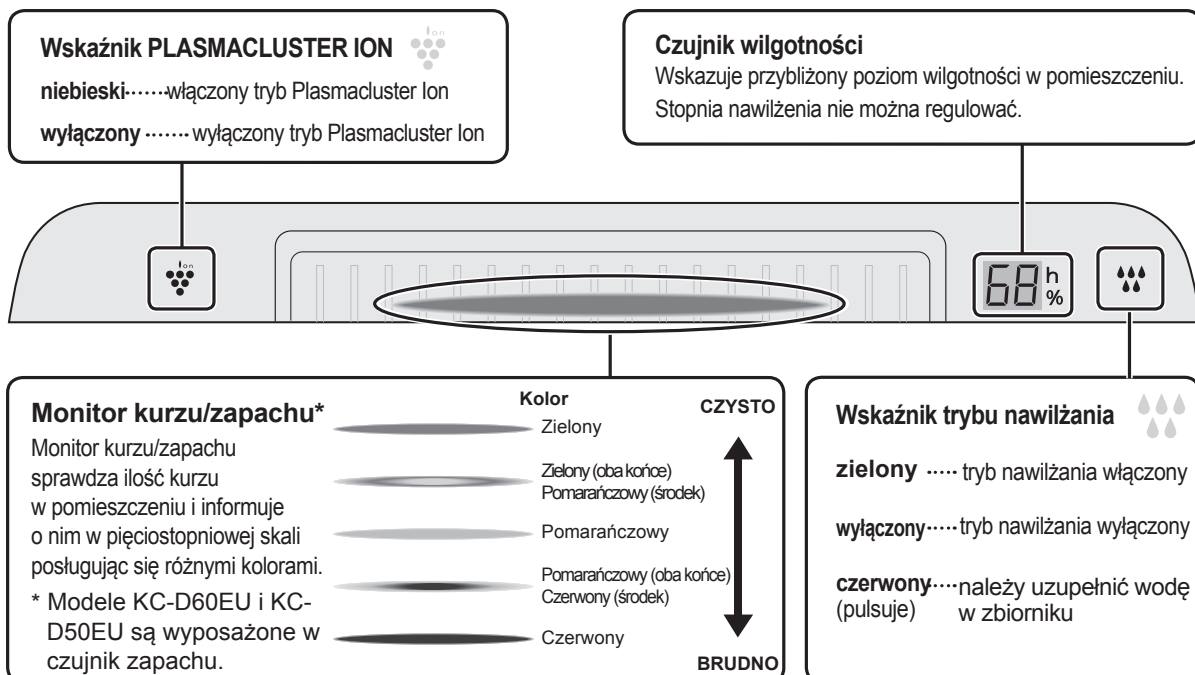 Wskaźnik PLASMACLUSTER ION
ion
niebieski·······włączony tryb Plasmacluster Ion
wyłączony ······· wyłączony tryb Plasmacluster Ion
Czujnik wilgotności
Wskazuje przybliżony poziom wilgotności w pomieszczeniu.
Stopnia nawilżenia nie można regulować.
ion
68 h
%
Monitor kurzu/zapachu*
Monitor kurzu/zapachu
sprawdza ilość kurzu
w pomieszczeniu i informuje
o nim w pięciostopniowej skali
posługując się różnymi kolorami.
* Modele KC-D60EU i KC-
D50EU są wyposażone w
czujnik zapachu.
Kolor
Zielony
Zielony (oba końce)
Pomarańczowy (środek)
Pomarańczowy
Pomarańczowy (oba końce)
Czerwony (środek)
Czerwony
CZYSTO
BRUDNO
Wskaźnik trybu nawilżania
zielony ····· tryb nawilżania włączony
wyłączony····· tryb nawilżania wyłączony
czerwony····· należy uzupełnić wodę
(pulsuje) w zbiorniku